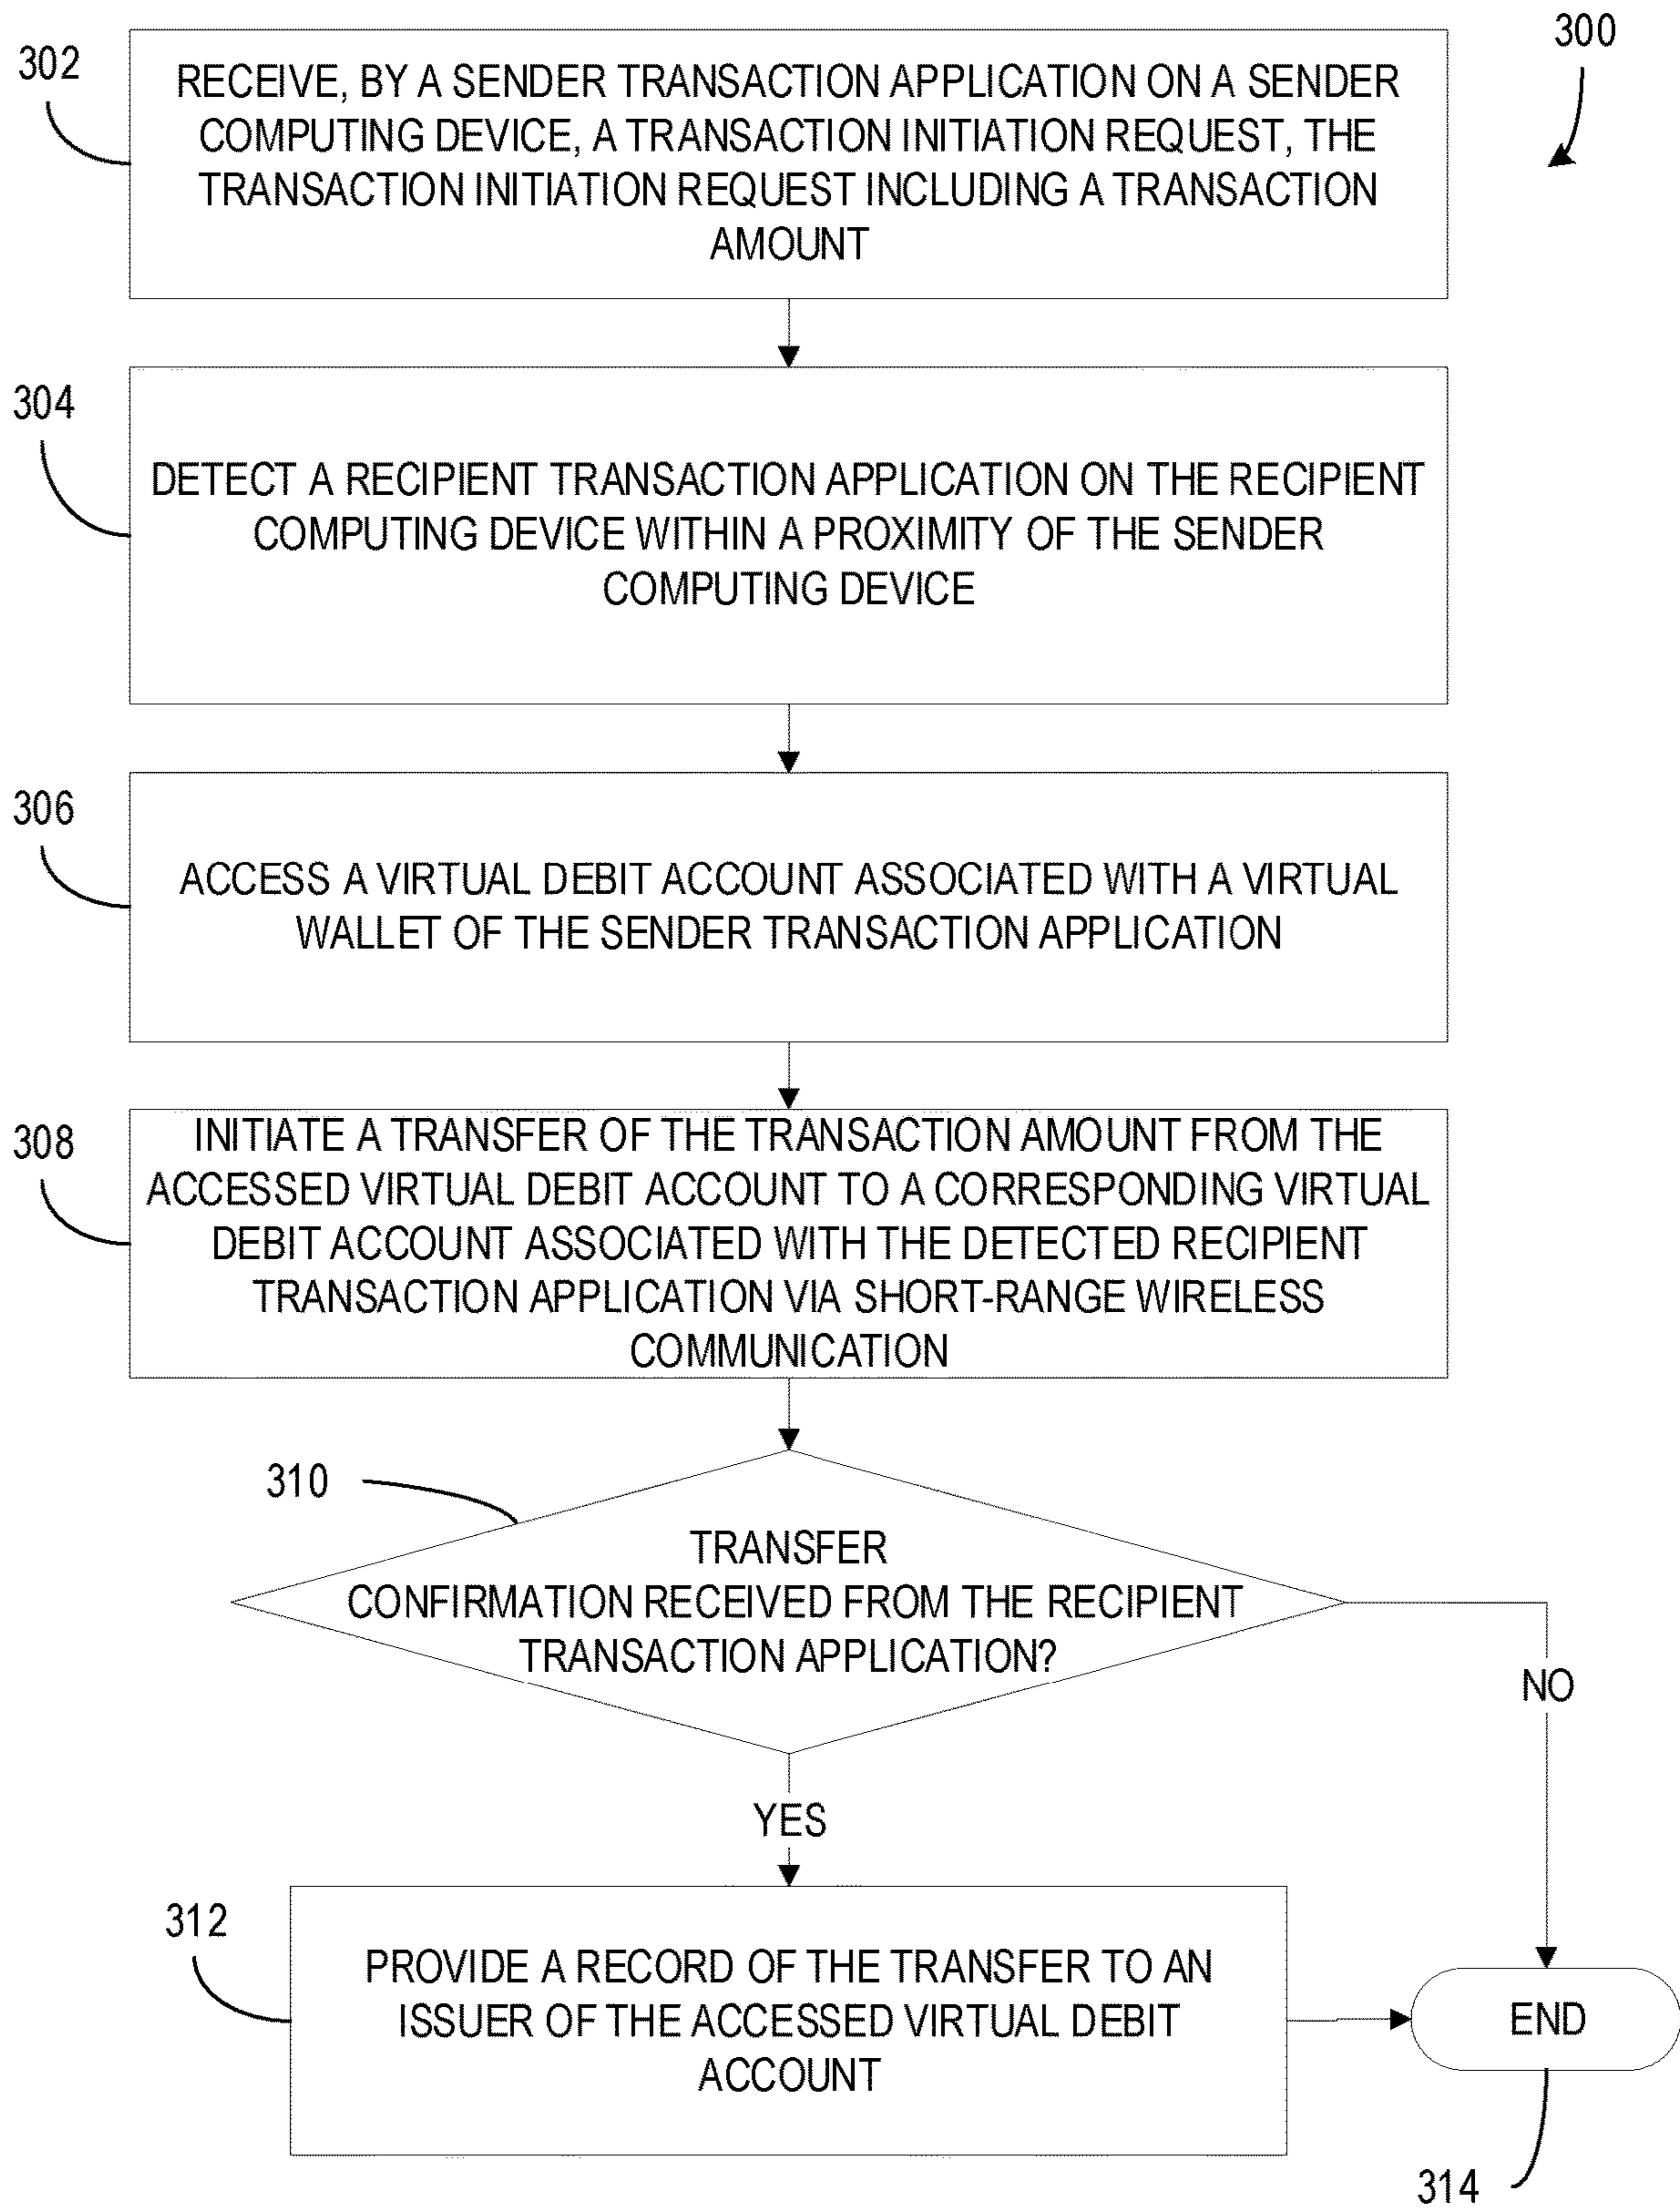 300
302
RECEIVE, BY A SENDER TRANSACTION APPLICATION ON A SENDER
COMPUTING DEVICE, A TRANSACTION INITIATION REQUEST, THE
TRANSACTION INITIATION REQUEST INCLUDING A TRANSACTION
AMOUNT
304
DETECT A RECIPIENT TRANSACTION APPLICATION ON THE RECIPIENT
COMPUTING DEVICE WITHIN A PROXIMITY OF THE SENDER
COMPUTING DEVICE
306
ACCESS A VIRTUAL DEBIT ACCOUNT ASSOCIATED WITH A VIRTUAL
WALLET OF THE SENDER TRANSACTION APPLICATION
308
INITIATE A TRANSFER OF THE TRANSACTION AMOUNT FROM THE
ACCESSED VIRTUAL DEBIT ACCOUNT TO A CORRESPONDING VIRTUAL
DEBIT ACCOUNT ASSOCIATED WITH THE DETECTED RECIPIENT
TRANSACTION APPLICATION VIA SHORT-RANGE WIRELESS
COMMUNICATION
310
TRANSFER
CONFIRMATION RECEIVED FROM THE RECIPIENT
TRANSACTION APPLICATION?
NO
YES
312
PROVIDE A RECORD OF THE TRANSFER TO AN
ISSUER OF THE ACCESSED VIRTUAL DEBIT
ACCOUNT
END
314